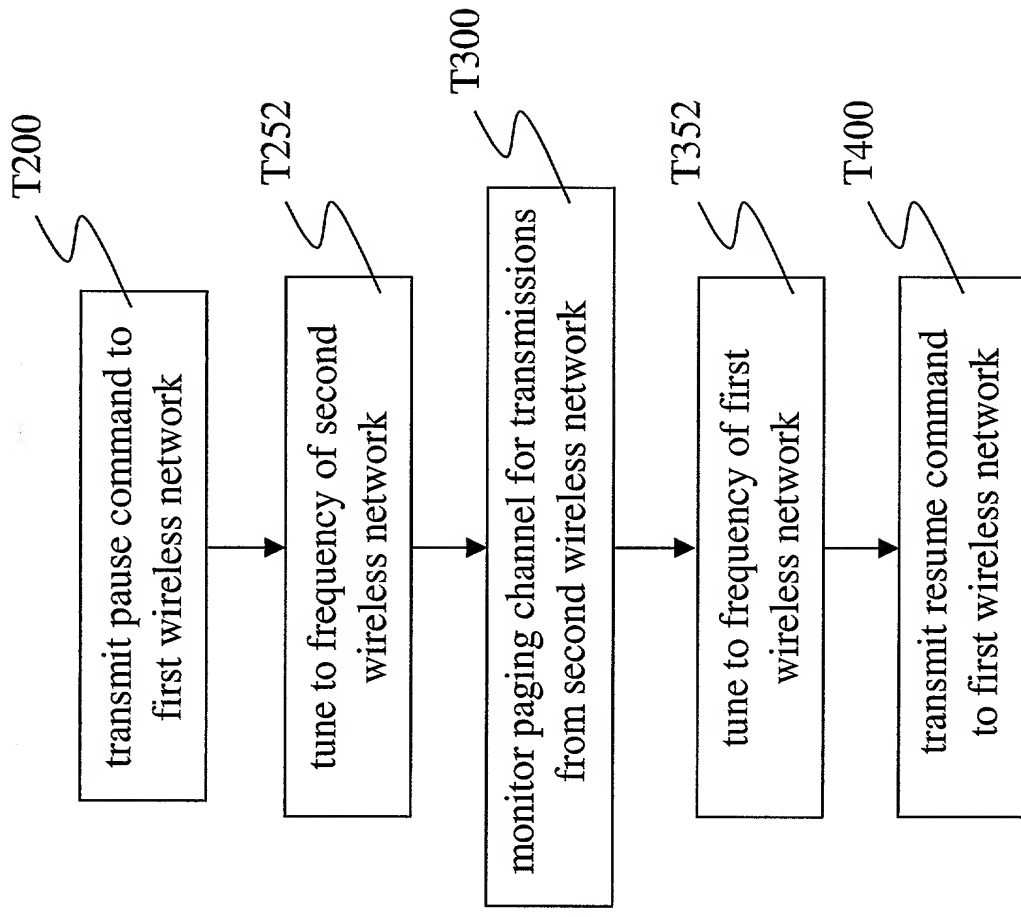 T200
transmit pause command to
first wireless network
T252
tune to frequency of second
wireless network
T300
monitor paging channel for transmissions
from second wireless network
T352
tune to frequency of first
wireless network
T400
transmit resume command
to first wireless network